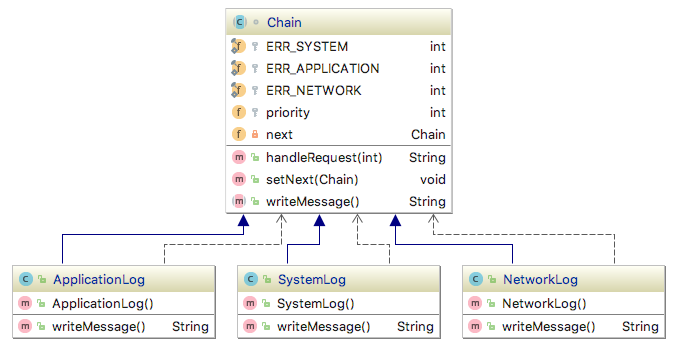 Chain
ERR_SYSTEM int
ERR_APPLICATION int
ERR_NETWORK int
priority int
next Chain
handleRequest(int) String
setNext(Chain) void
writeMessage() String
ApplicationLog
ApplicationLog()
writeMessage() String
SystemLog
SystemLog()
writeMessage() String
NetworkLog
NetworkLog()
writeMessage() String